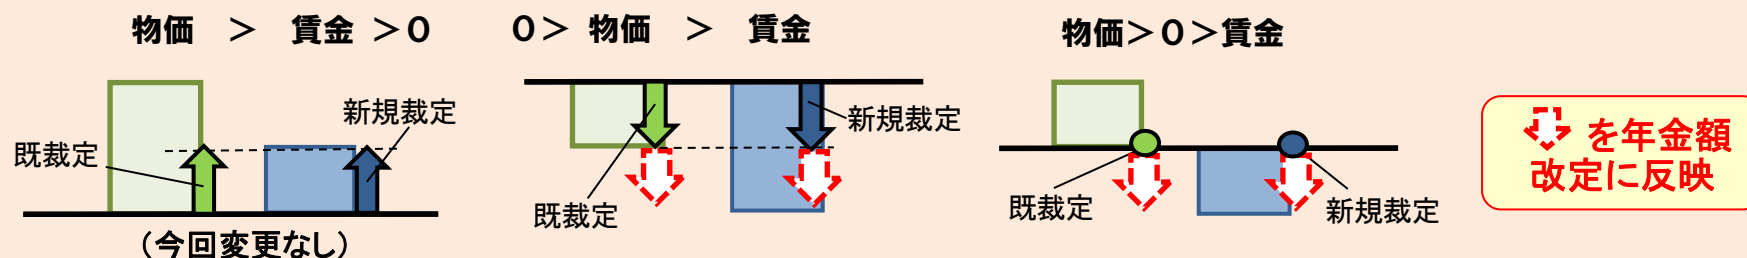 物価 ＞ 賃金 ＞０
既裁定
新規裁定
（今回変更なし）
０＞ 物価 ＞ 賃金
新規裁定
既裁定
物価＞０＞賃金
既裁定
新規裁定
を年金額
改定に反映